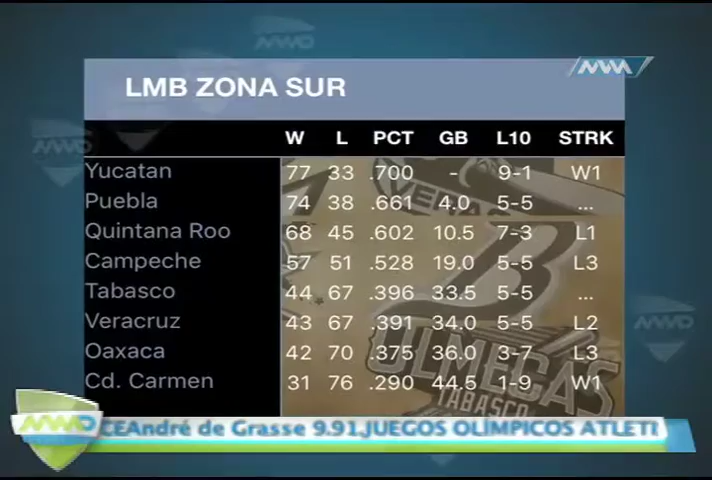 LMB ZONA SUR
W L PCT GB L10 STRK
Yucatan 77 33 .700 - 9-1 W1
Puebla 74 38 .661 4.0 5-5 ...
Quintana Roo 68 45 .602 10.5 7-3 L1
Campeche 57 51 .528 19.0 5-5 L3
Tabasco 44 67 .396 33.5 5-5 ...
Veracruz 43 67 .391 34.0 5-5 L2
Oaxaca 42 70 .375 36.0 3-7 L3
Cd. Carmen 31 76 .290 44.5 1-9 W1
OLMECAS
TABASCO
MMD
CEAndré de Grasse 9.91.JUEGOS OLÍMPICOS ATLETI